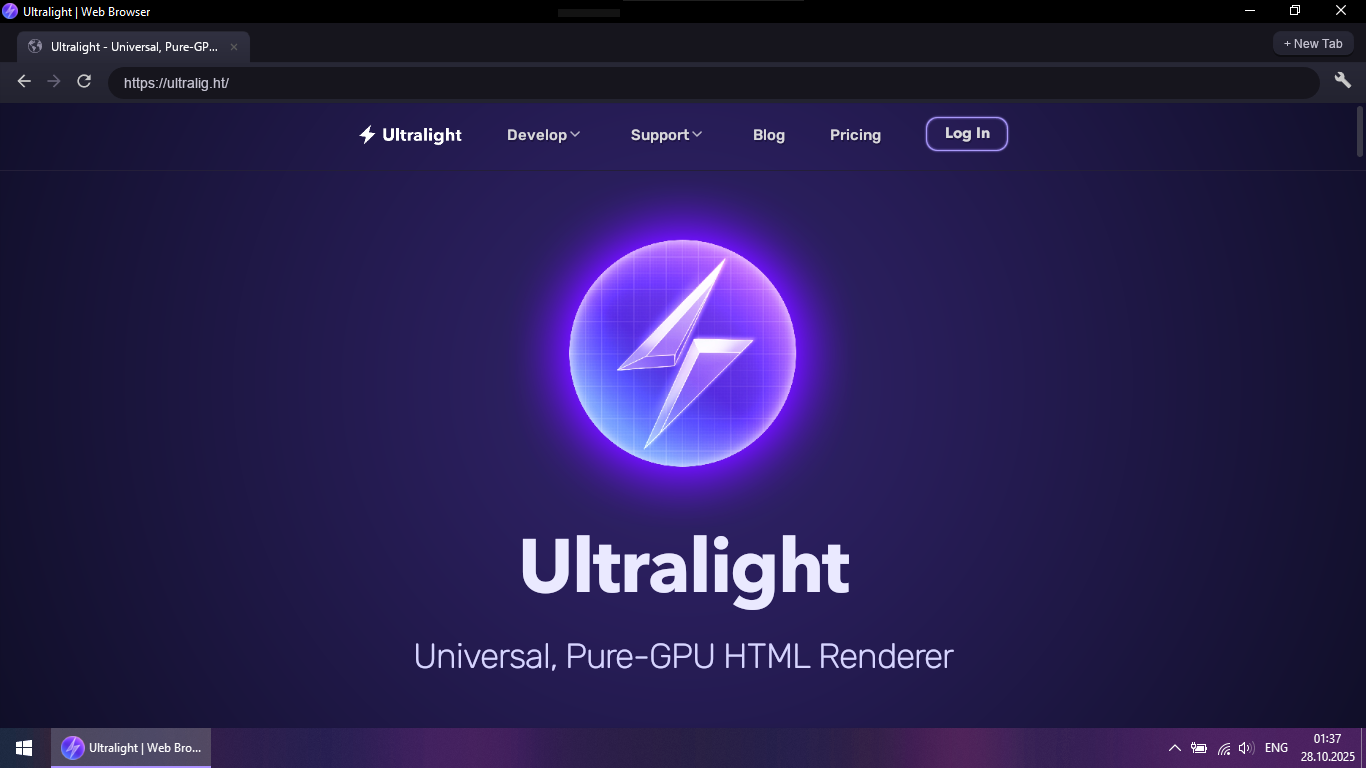 Ultralight | Web Browser
Ultralight - Universal, Pure-GP...
+ New Tab
https://ultralig.ht/
Ultralight
Develop
Support
Blog
Pricing
Log In
Ultralight
Universal, Pure-GPU HTML Renderer
Ultralight | Web Bro...
ENG
01:37
28.10.2025